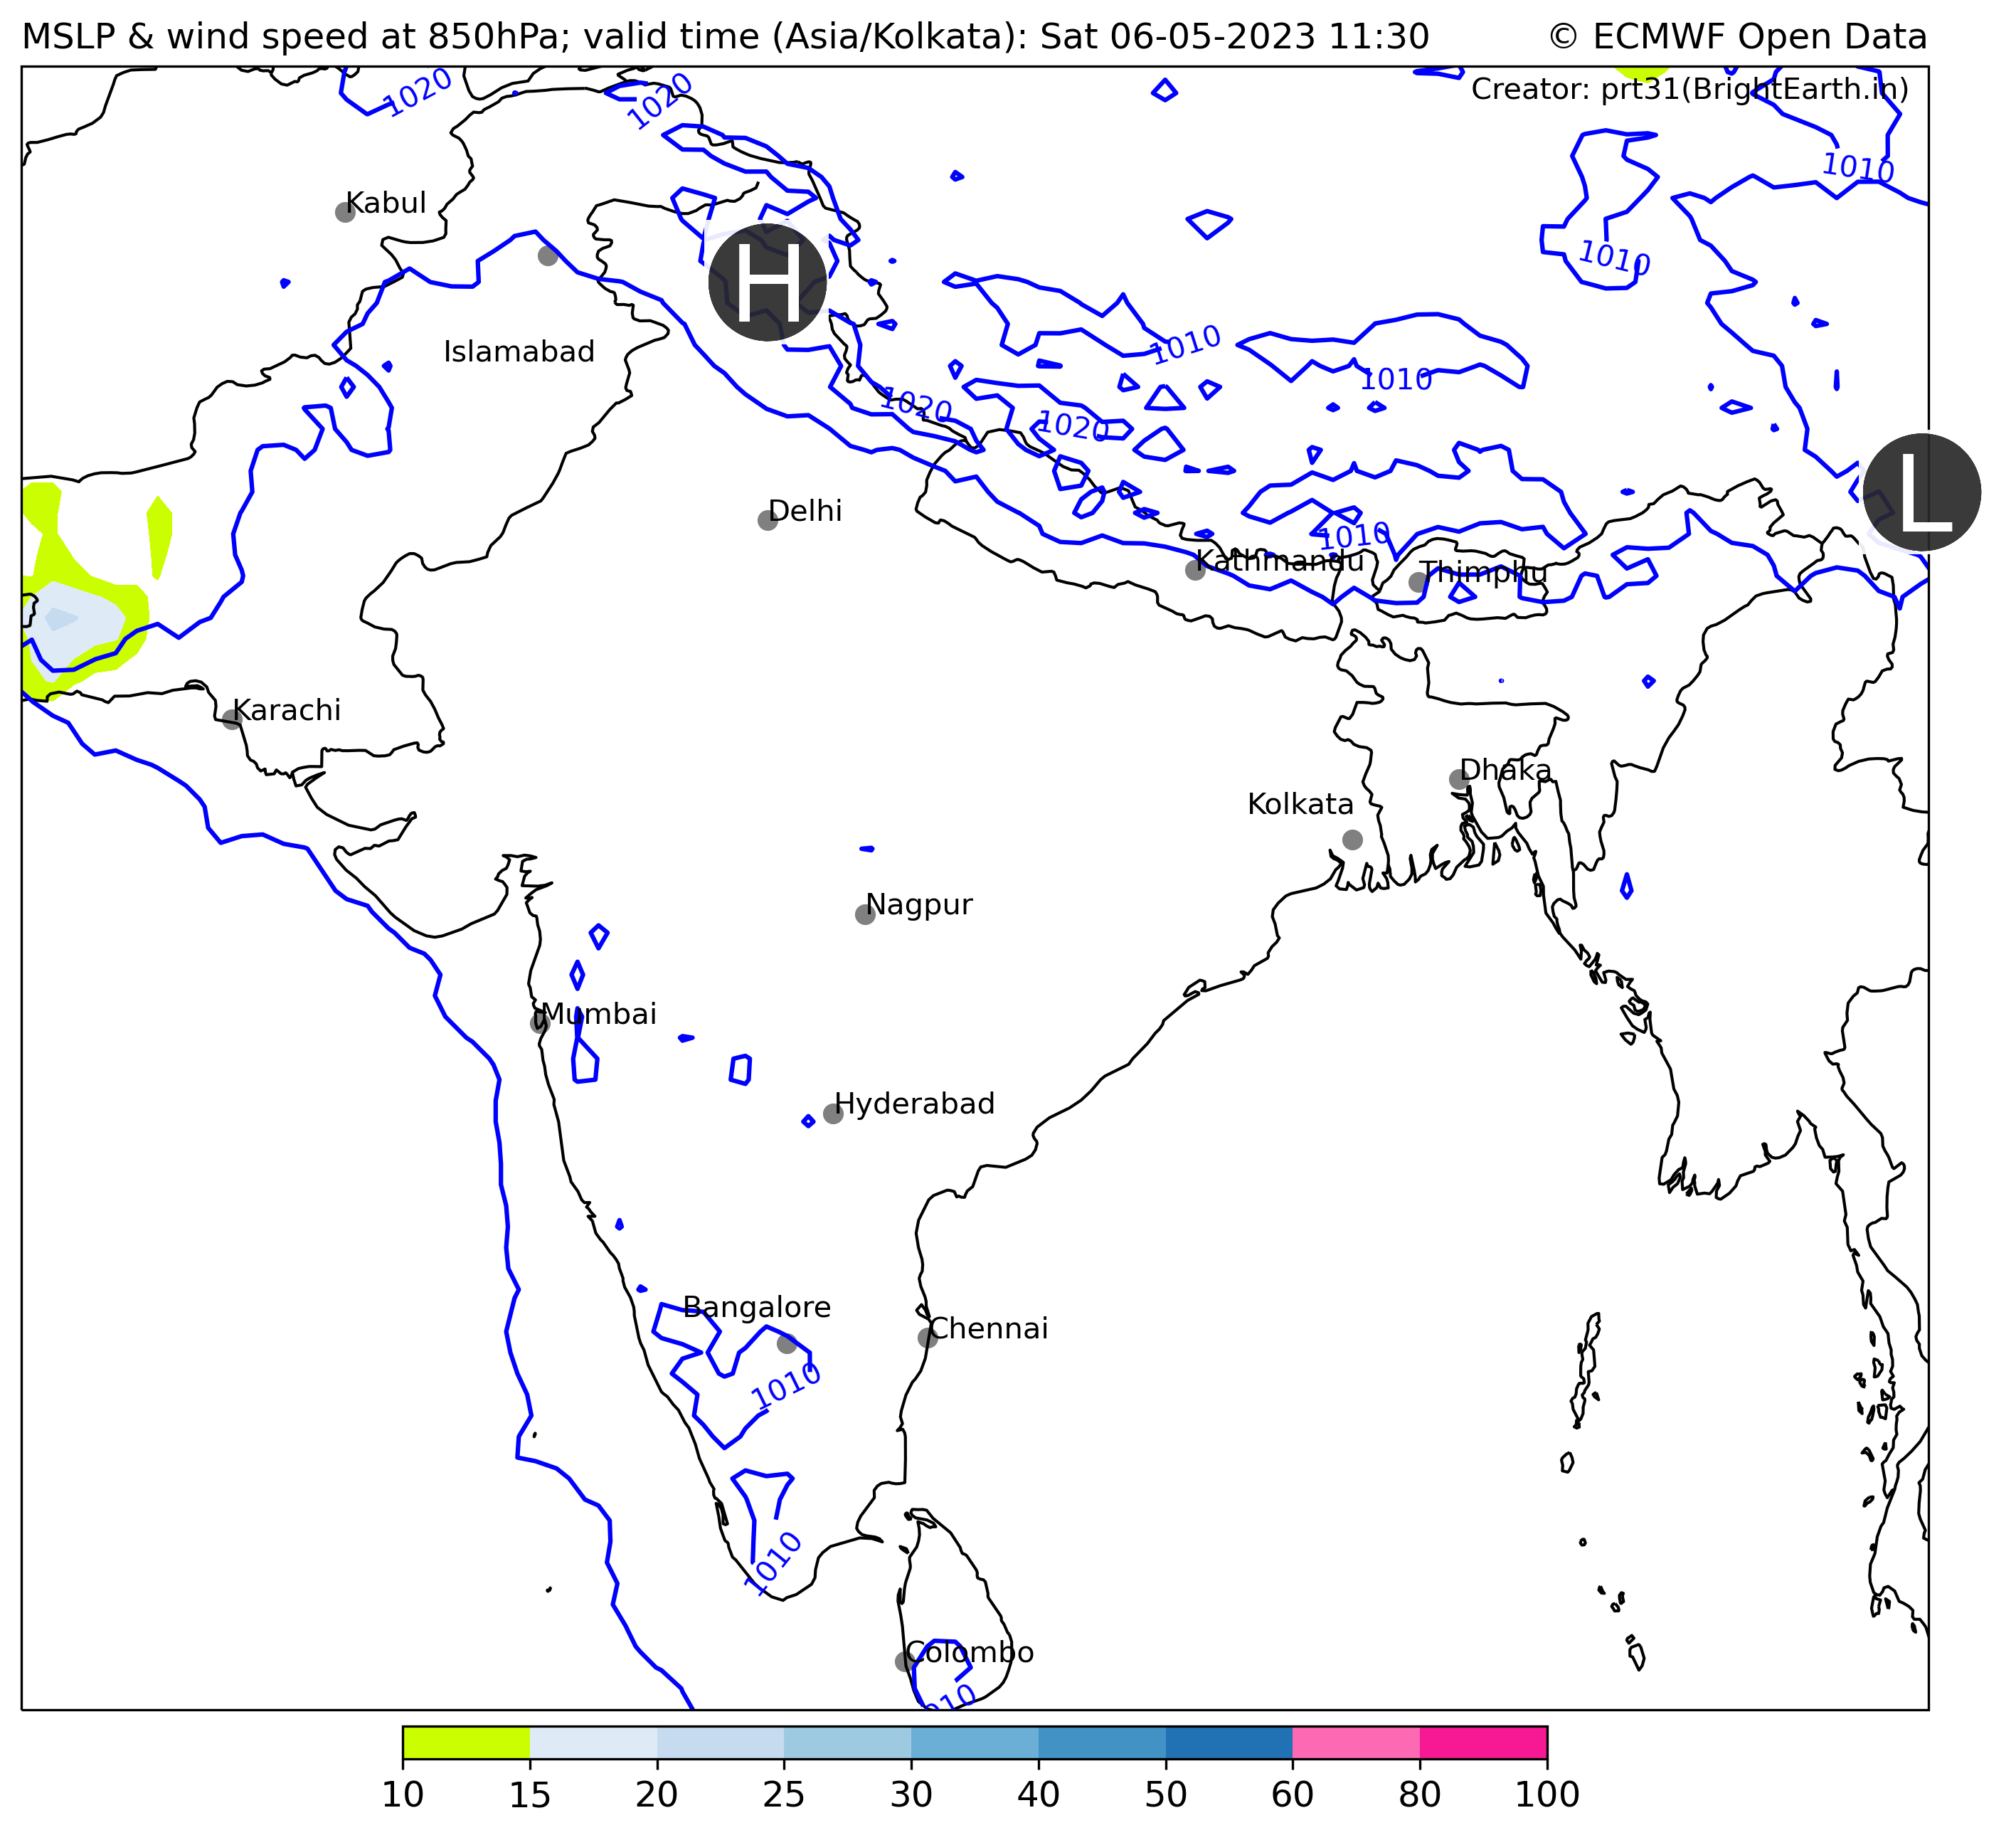 MSLP & wind speed at 850hPa; valid time (Asia/Kolkata): Sat 06-05-2023 11:30
© ECMWF Open Data
Creator: prt31(BrightEarth.in)
1020
1020
1010
Kabul
1010
H
1010
Islamabad
1010
1020
1020
L
Delhi
1010
Kathmandu
Thimphu
Karachi
Dhaka
Kolkata
Nagpur
Mumbai
Hyderabad
Bangalore
Chennai
1010
1010
Colombo
010
10 15 20 25 30 40 50 60 80 100